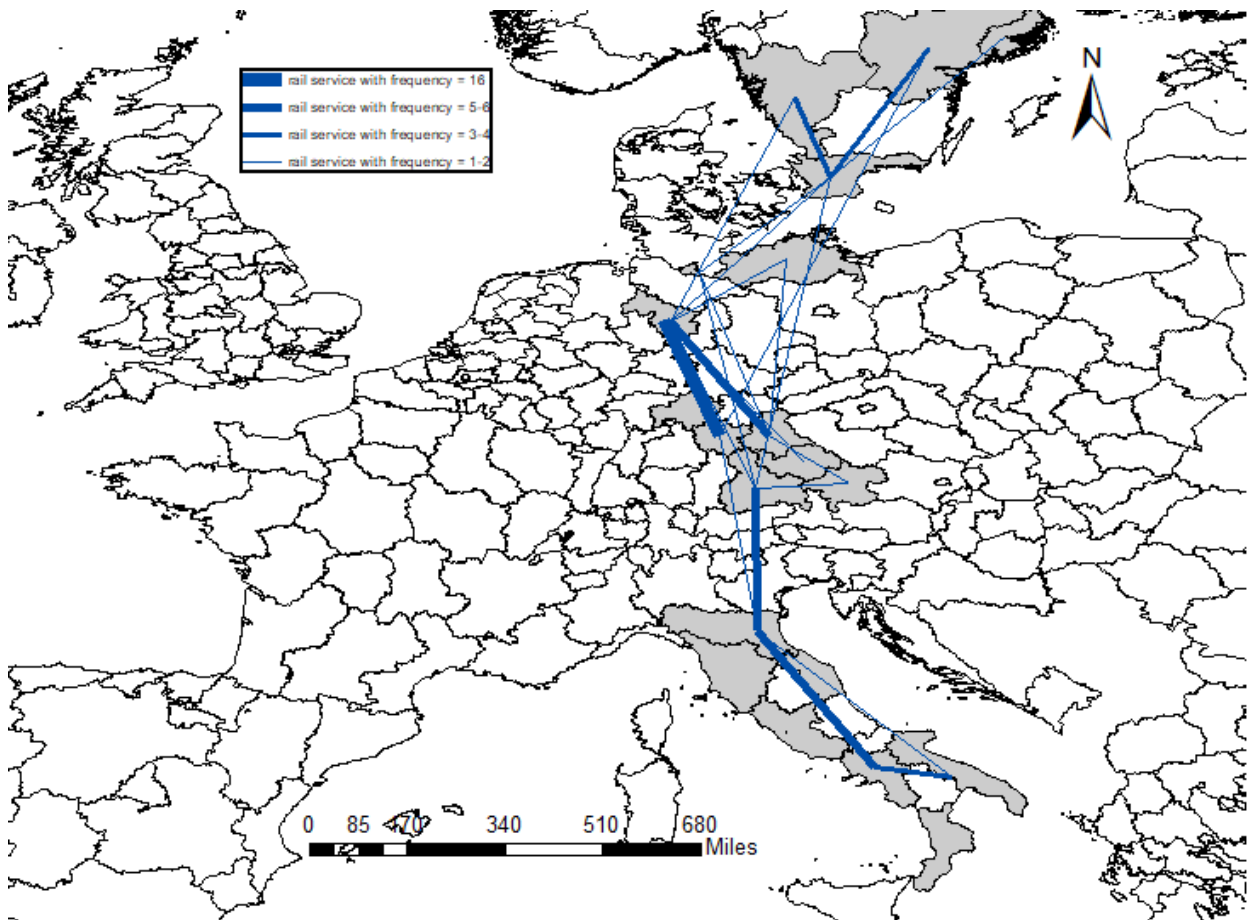 rail service with frequency = 16
rail service with frequency = 5-6
rail service with frequency = 3-4
rail service with frequency = 1-2
N
0 85 170 340 510 680
Miles